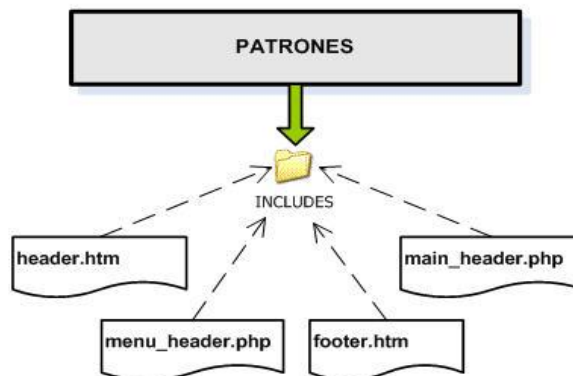 PATRONES
INCLUDES
header.htm
main_header.php
menu_header.php
footer.htm